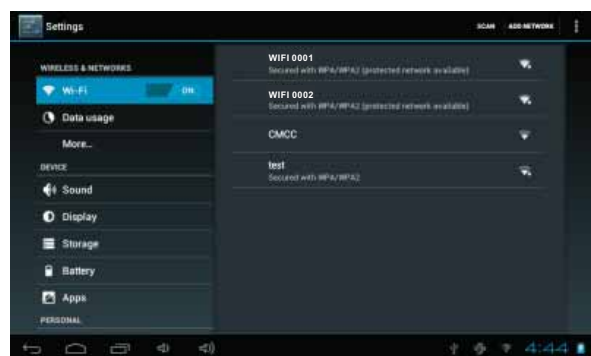 Settings
SCAN
ADD NETWORK
WIRELESS & NETWORKS
Wi-Fi
ON
Data usage
More...
DEVICE
Sound
Display
Storage
Battery
Apps
PERSONAL
WIFI 0001
Secured with WPA/WPA2 (protected network available)
WIFI 0002
Secured with WPA/WPA2 (protected network available)
CMCC
test
Secured with WPA/WPA2
4:44